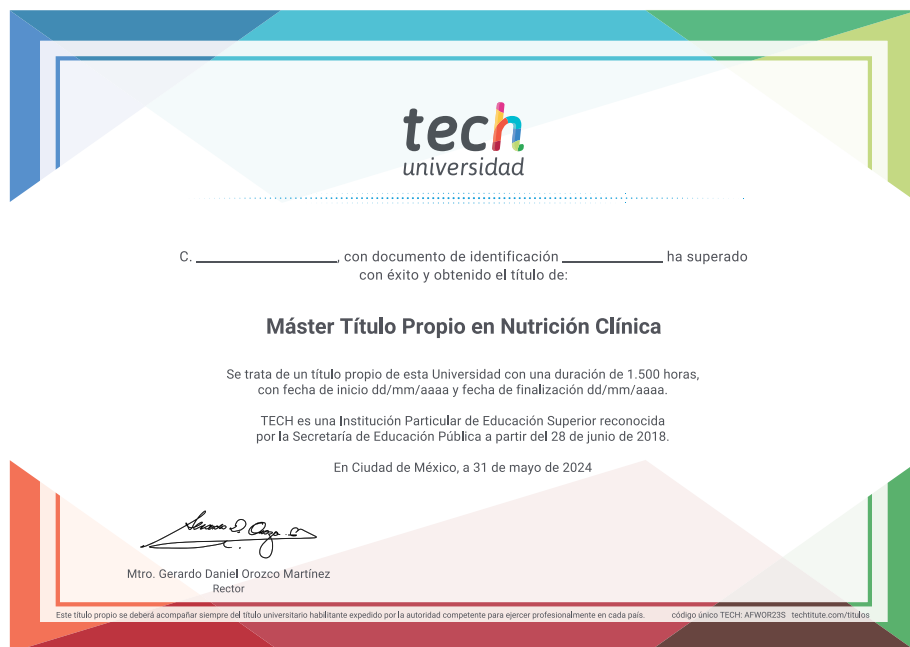 tech
universidad
C. ____________________, con documento de identificación ______________ ha superado
con éxito y obtenido el título de:
Máster Título Propio en Nutrición Clínica
Se trata de un título propio de esta Universidad con una duración de 1.500 horas,
con fecha de inicio dd/mm/aaaa y fecha de finalización dd/mm/aaaa.
TECH es una Institución Particular de Educación Superior reconocida
por la Secretaría de Educación Pública a partir del 28 de junio de 2018.
En Ciudad de México, a 31 de mayo de 2024
Mtro. Gerardo Daniel Orozco Martínez
Rector
Este título propio se deberá acompañar siempre del título universitario habilitante expedido por la autoridad competente para ejercer profesionalmente en cada país. código único TECH: AFWOR23S techtitute.com/titulos